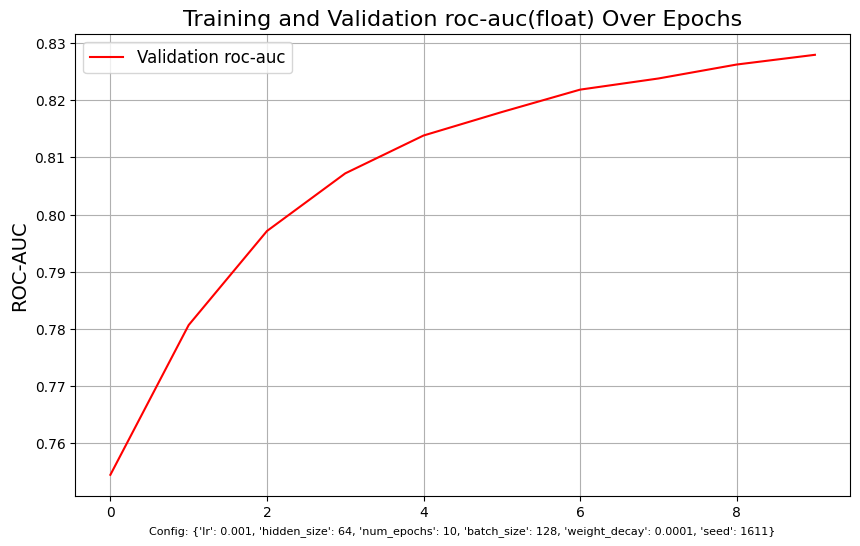 Training and Validation roc-auc(float) Over Epochs
Validation roc-auc
ROC-AUC
0.83
0.82
0.81
0.80
0.79
0.78
0.77
0.76
0 2 4 6 8
Config: {'lr': 0.001, 'hidden_size': 64, 'num_epochs': 10, 'batch_size': 128, 'weight_decay': 0.0001, 'seed': 1611}